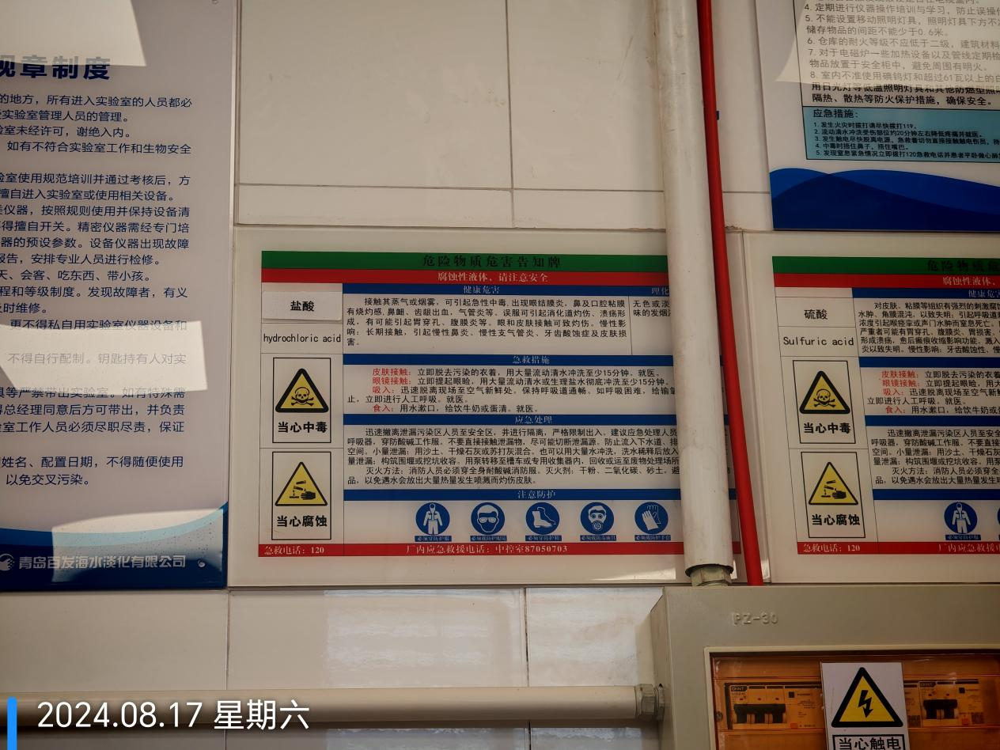 规章制度
的地方，所有进入实验室的人员都必
实验室管理人员的管理。
验室未经许可，谢绝入内。
如有不符合实验室工作和生物安全
验室使用规范培训并通过考核后，方
擅自进入实验室或使用相关设备。
仪器，按照规则使用并保持设备清
得擅自开关。精密仪器需经专门培
器的预设参数。设备仪器出现故障
报告，安排专业人员进行检修。
天、会客、吃东西、带小孩。
程和等级制度。发现故障者，有义
及时维修。
更不得私自用实验室仪器设备和
不得自行配制。钥匙持有人对实
具等严禁带出实验室。如有特殊需
得总经理同意后方可带出，并负责
验室工作人员必须尽职尽责，保证
姓名、配置日期，不得随便使用
以免交叉污染。
青岛百发海水淡化有限公司
危险物质危害告知牌
腐蚀性液体，请注意安全
健康危害
理化
盐酸
hydrochloric acid
接触其蒸气或烟雾，可引起急性中毒，出现眼结膜炎，鼻及口腔粘膜
有烧灼感，鼻衄、齿龈出血，气管炎等。误服可引起消化道灼伤、溃疡形
成，有可能引起胃穿孔、腹膜炎等。眼和皮肤接触可致灼伤。慢性影
响：长期接触，引起慢性鼻炎、慢性支气管炎、牙齿酸蚀症及皮肤损
害。
无色或淡
味的发烟
急救措施
皮肤接触：立即脱去污染的衣着，用大量流动清水冲洗至少15分钟。就医。
眼镜接触：立即提起眼睑，用大量流动清水或生理盐水彻底冲洗至少15分钟。
吸入：迅速脱离现场至空气新鲜处。保持呼吸道通畅。如呼吸困难，给输氧
止，立即进行人工呼吸。就医。
食入：用水漱口，给饮牛奶或蛋清。就医。
应急处理
迅速撤离泄漏污染区人员至安全区，并进行隔离，严格限制出入。建议应急处理人员
呼吸器，穿防酸碱工作服。不要直接接触泄漏物，尽可能切断泄漏源。防止流入下水道、排
空间。小量泄漏：用沙土、干燥石灰或苏打灰混合。也可以用大量水冲洗，洗水稀释后放入
量泄漏：构筑围堰或挖坑收容。用泵转移至槽车或专用收集器内，回收或运至废物处理场所
灭火方法：消防人员必须穿全身耐酸碱消防服。灭火剂：干粉、二氧化碳、砂土。避
品，以免遇水会放出大量热量发生喷溅而灼伤皮肤。
注意防护
当心中毒
当心腐蚀
必须穿防护服
必须戴防护眼镜
必须穿防护鞋
必须戴防毒面具
必须戴防护手套
急救电话：120
厂内应急救援电话：中控室87050703
4. 定期进行仪器操作培训与学习，防止误操作
5. 不能设置移动照明灯具，照明灯具下方不
储存物品的间距不能少于0.6米。
6. 仓库的耐火等级不应低于二级，建筑材料
7. 对于电磁炉一些加热设备以及管线定期检
物品放置于安全柜中，避免周围有明火。
8. 室内不准使用碘钨灯和超过61瓦以上的白
用日光灯等低温照明灯具和其他防燃型照明
隔热、散热等防火保护措施，确保安全。
应急措施：
1. 发生火灾时拨打请尽快拨打119。
2. 流动清水冲洗受伤部位约20分钟左右降低疼痛并就医。
3. 发生触电尽快脱离电源，急救者切勿直接接触触电伤员，待
4. 中毒时捂住鼻子，捂住嘴巴。
5. 发现窒息紧急情况立即拨打120急救电话并患者平卧做心肺
危险物质危
腐蚀性液体，
健康危
硫酸
Sulfuric acid
对皮肤、粘膜等组织有强烈的刺激腐蚀
水肿、角膜混浊，以致失明；引起呼吸道刺
浓度引起喉痉挛或声门水肿而窒息死亡。
严重者可能有胃穿孔、腹膜炎、胃损害、
形成溃疡，愈后瘢痕收缩影响功能。溅入
炎以致失明。慢性影响：牙齿酸蚀性、慢
皮肤接触：立即脱去污染的衣着
眼镜接触：立即提起眼睑，用大
吸入：迅速脱离现场至空气新鲜
立即进行人工呼吸。就医。
食入：用水漱口，给饮牛奶或
迅速撤离泄漏污染区人员至安全
呼吸器，穿防酸碱工作服。不要直接
空间。小量泄漏：用沙土、干燥石灰
量泄漏：构筑围堰或挖坑收容。用泵
灭火方法：消防人员必须穿全
品，以免遇水会放出大量热量发生喷
当心中毒
当心腐蚀
必须穿防护服
急救电话：120
厂内应急救
PZ-30
CHNT
当心触电
2024.08.17 星期六